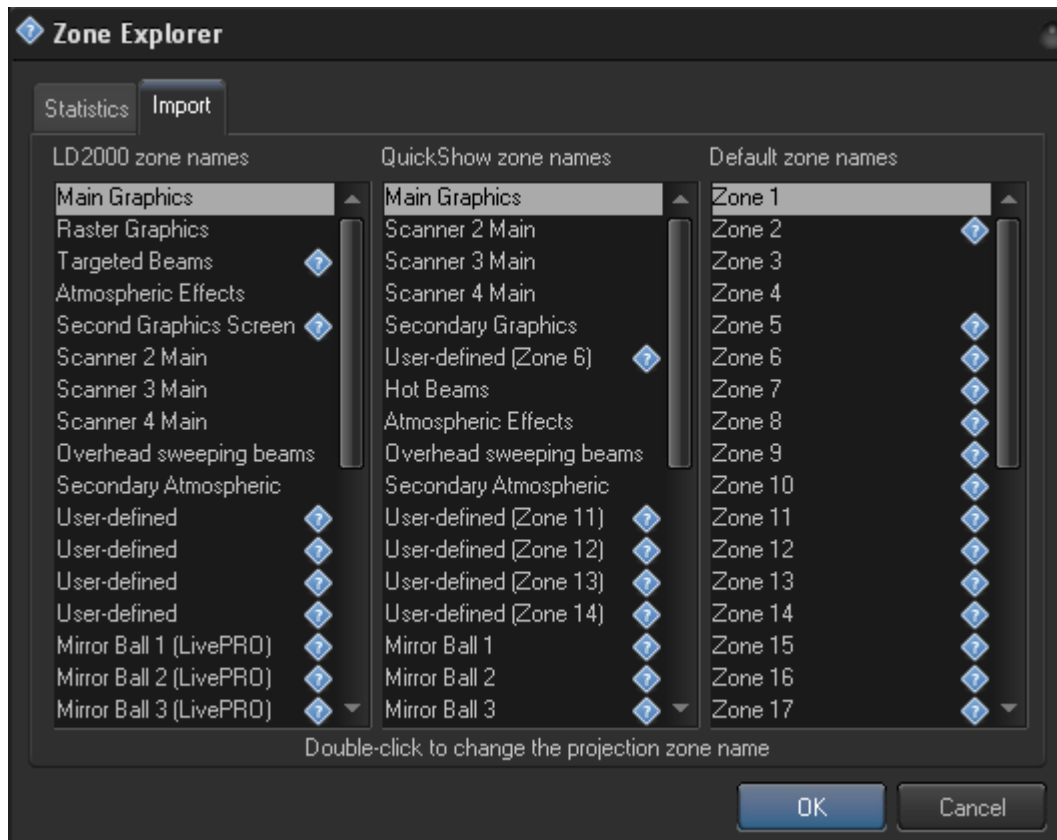 Zone Explorer
Statistics
Import
LD2000 zone names
Main Graphics
Raster Graphics
Targeted Beams
Atmospheric Effects
Second Graphics Screen
Scanner 2 Main
Scanner 3 Main
Scanner 4 Main
Overhead sweeping beams
Secondary Atmospheric
User-defined
User-defined
User-defined
User-defined
Mirror Ball 1 (LivePRO)
Mirror Ball 2 (LivePRO)
Mirror Ball 3 (LivePRO)
QuickShow zone names
Main Graphics
Scanner 2 Main
Scanner 3 Main
Scanner 4 Main
Secondary Graphics
User-defined (Zone 6)
Hot Beams
Atmospheric Effects
Overhead sweeping beams
Secondary Atmospheric
User-defined (Zone 11)
User-defined (Zone 12)
User-defined (Zone 13)
User-defined (Zone 14)
Mirror Ball 1
Mirror Ball 2
Mirror Ball 3
Default zone names
Zone 1
Zone 2
Zone 3
Zone 4
Zone 5
Zone 6
Zone 7
Zone 8
Zone 9
Zone 10
Zone 11
Zone 12
Zone 13
Zone 14
Zone 15
Zone 16
Zone 17
Double-click to change the projection zone name
OK
Cancel